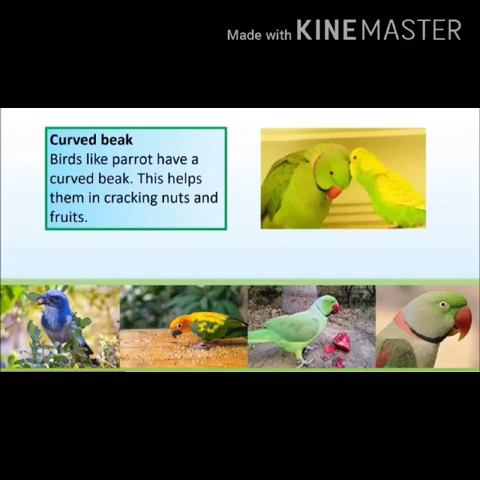 Made with KINEMASTER
Curved beak
Birds like parrot have a
curved beak. This helps
them in cracking nuts and
fruits.